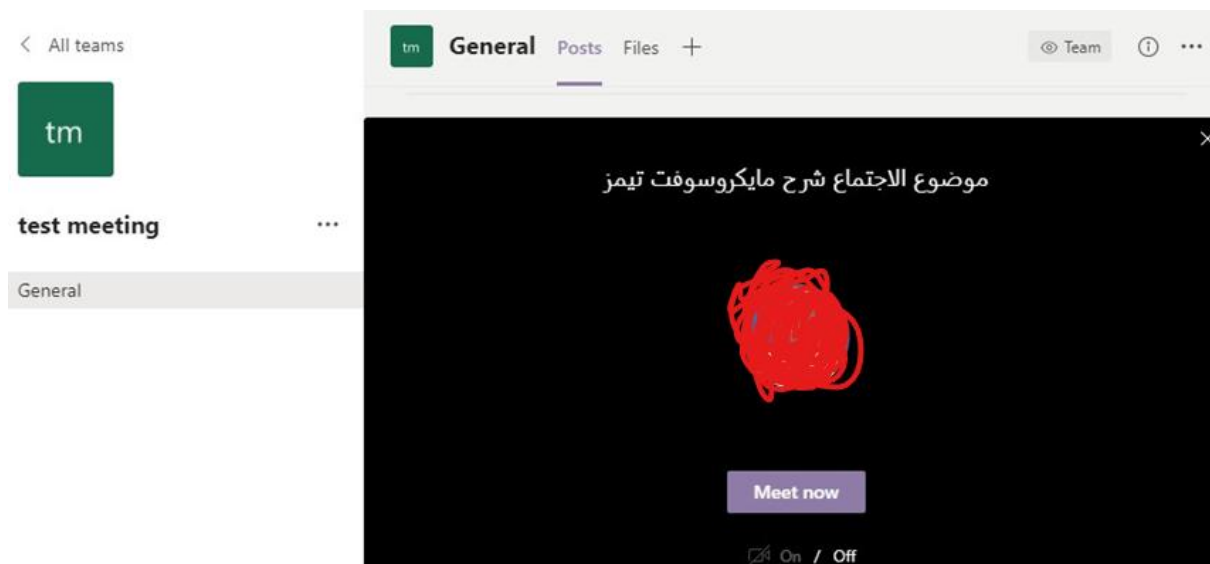 All teams
tm
test meeting
...
General
tm General Posts Files +
Team
...
موضوع الاجتماع شرح مايكروسوفت تيمز
Meet now
On / Off